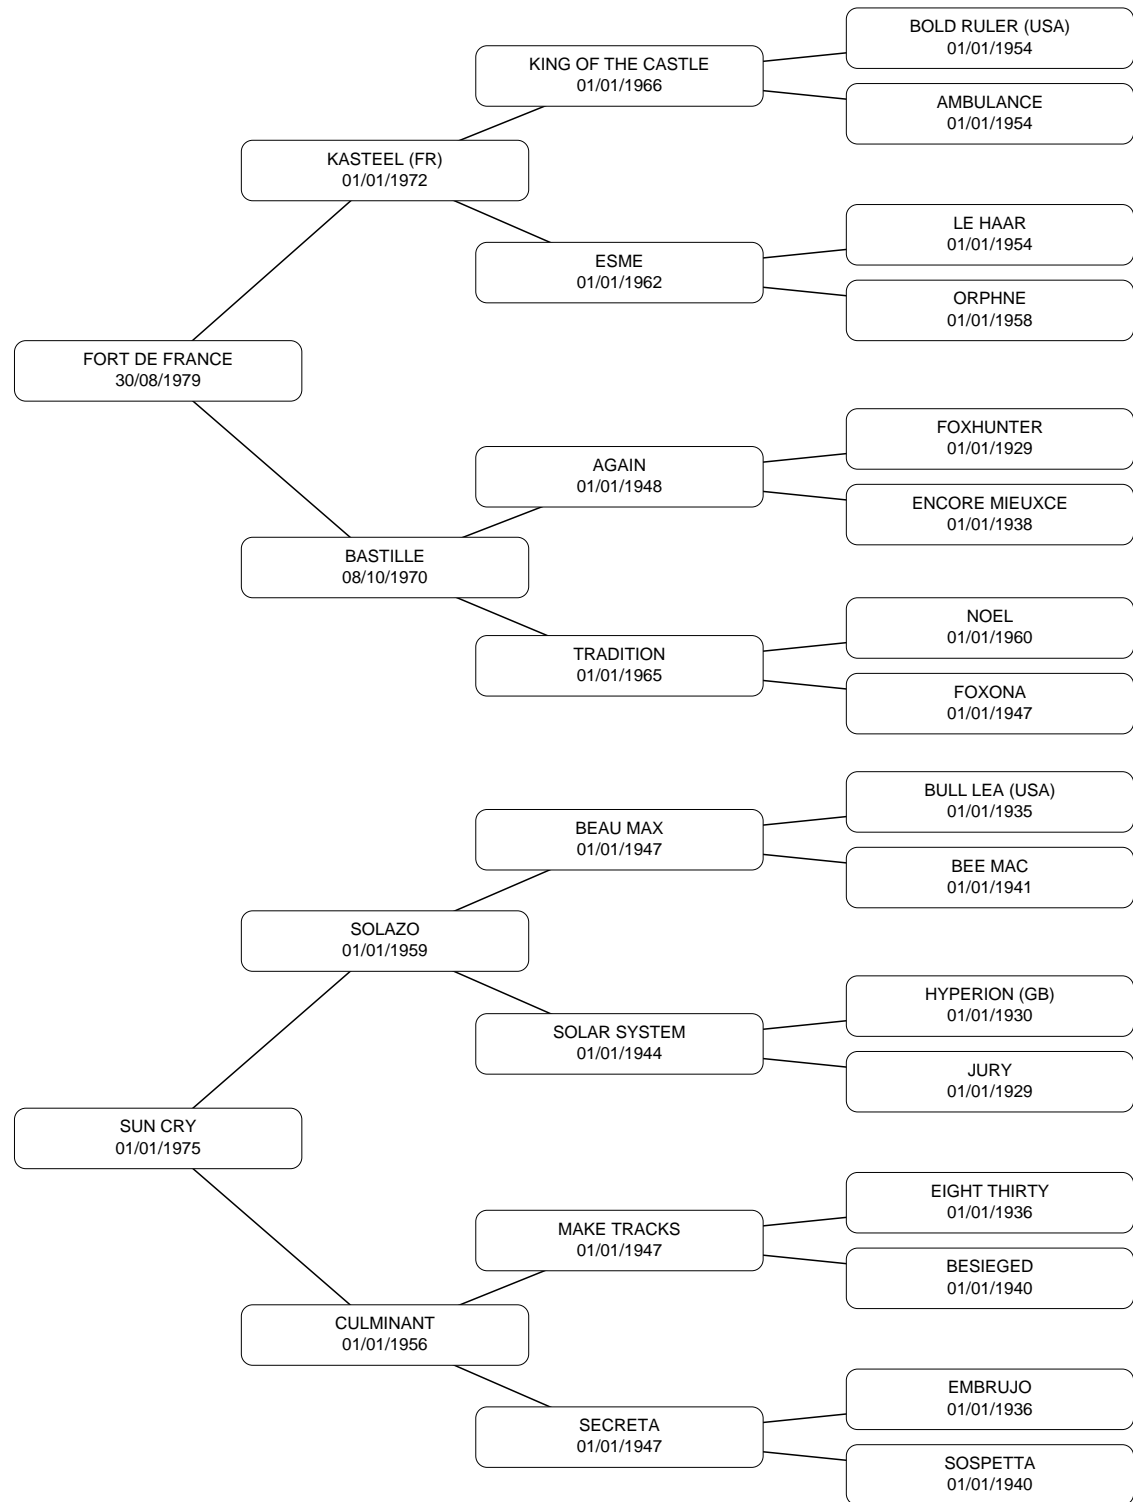 BOLD RULER (USA)
01/01/1954
KING OF THE CASTLE
01/01/1966
AMBULANCE
01/01/1954
KASTEEL (FR)
01/01/1972
LE HAAR
01/01/1954
ESME
01/01/1962
ORPHNE
01/01/1958
FORT DE FRANCE
30/08/1979
FOXHUNTER
01/01/1929
AGAIN
01/01/1948
ENCORE MIEUXCE
01/01/1938
BASTILLE
08/10/1970
NOEL
01/01/1960
TRADITION
01/01/1965
FOXONA
01/01/1947
BULL LEA (USA)
01/01/1935
BEAU MAX
01/01/1947
BEE MAC
01/01/1941
SOLAZO
01/01/1959
HYPERION (GB)
01/01/1930
SOLAR SYSTEM
01/01/1944
JURY
01/01/1929
SUN CRY
01/01/1975
EIGHT THIRTY
01/01/1936
MAKE TRACKS
01/01/1947
BESIEGED
01/01/1940
CULMINANT
01/01/1956
EMBRUJO
01/01/1936
SECRETA
01/01/1947
SOSPETTA
01/01/1940